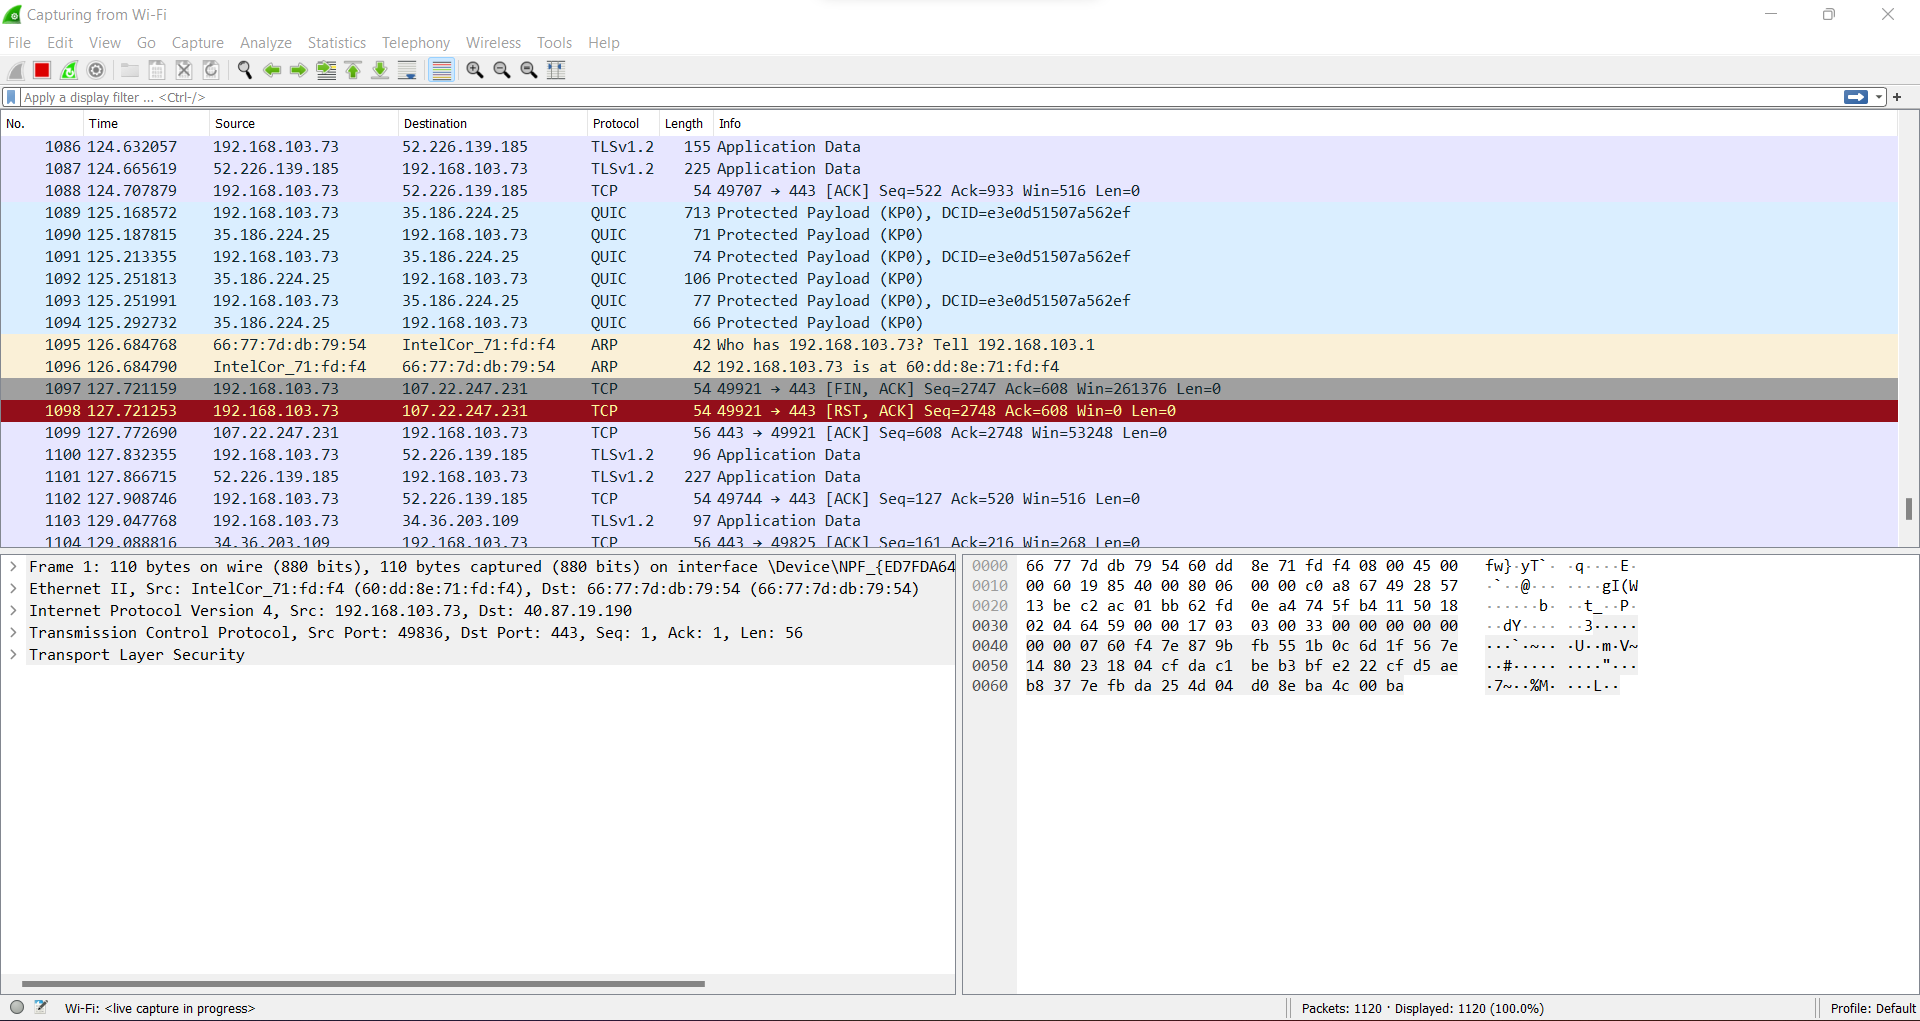 Capturing from Wi-Fi
File Edit View Go Capture Analyze Statistics Telephony Wireless Tools Help
Apply a display filter ... <Ctrl-/>
No. Time Source Destination Protocol Length Info
1086 124.632057 192.168.103.73 52.226.139.185 TLSv1.2 155 Application Data
1087 124.665619 52.226.139.185 192.168.103.73 TLSv1.2 225 Application Data
1088 124.707879 192.168.103.73 52.226.139.185 TCP 54 49707 → 443 [ACK] Seq=522 Ack=933 Win=516 Len=0
1089 125.168572 192.168.103.73 35.186.224.25 QUIC 713 Protected Payload (KP0), DCID=e3e0d51507a562ef
1090 125.187815 35.186.224.25 192.168.103.73 QUIC 71 Protected Payload (KP0)
1091 125.213355 192.168.103.73 35.186.224.25 QUIC 74 Protected Payload (KP0), DCID=e3e0d51507a562ef
1092 125.251813 35.186.224.25 192.168.103.73 QUIC 106 Protected Payload (KP0)
1093 125.251991 192.168.103.73 35.186.224.25 QUIC 77 Protected Payload (KP0), DCID=e3e0d51507a562ef
1094 125.292732 35.186.224.25 192.168.103.73 QUIC 66 Protected Payload (KP0)
1095 126.684768 66:77:7d:db:79:54 IntelCor_71:fd:f4 ARP 42 Who has 192.168.103.73? Tell 192.168.103.1
1096 126.684790 IntelCor_71:fd:f4 66:77:7d:db:79:54 ARP 42 192.168.103.73 is at 60:dd:8e:71:fd:f4
1097 127.721159 192.168.103.73 107.22.247.231 TCP 54 49921 → 443 [FIN, ACK] Seq=2747 Ack=608 Win=261376 Len=0
1098 127.721253 192.168.103.73 107.22.247.231 TCP 54 49921 → 443 [RST, ACK] Seq=2748 Ack=608 Win=0 Len=0
1099 127.772690 107.22.247.231 192.168.103.73 TCP 56 443 → 49921 [ACK] Seq=608 Ack=2748 Win=53248 Len=0
1100 127.832355 192.168.103.73 52.226.139.185 TLSv1.2 96 Application Data
1101 127.866715 52.226.139.185 192.168.103.73 TLSv1.2 227 Application Data
1102 127.908746 192.168.103.73 52.226.139.185 TCP 54 49744 → 443 [ACK] Seq=127 Ack=520 Win=516 Len=0
1103 129.047768 192.168.103.73 34.36.203.109 TLSv1.2 97 Application Data
1104 129.088816 34.36.203.109 192.168.103.73 TCP 56 443 → 49825 [ACK] Seq=161 Ack=216 Win=268 Len=0
Frame 1: 110 bytes on wire (880 bits), 110 bytes captured (880 bits) on interface \Device\NPF_{ED7FDA64
Ethernet II, Src: IntelCor_71:fd:f4 (60:dd:8e:71:fd:f4), Dst: 66:77:7d:db:79:54 (66:77:7d:db:79:54)
Internet Protocol Version 4, Src: 192.168.103.73, Dst: 40.87.19.190
Transmission Control Protocol, Src Port: 49836, Dst Port: 443, Seq: 1, Ack: 1, Len: 56
Transport Layer Security
0000 66 77 7d db 79 54 60 dd 8e 71 fd f4 08 00 45 00 fw}·yT`· ·q····E·
0010 00 60 19 85 40 00 80 06 00 00 c0 a8 67 49 28 57 ·`··@··· ····gI(W
0020 13 be c2 ac 01 bb 62 fd 0e a4 74 5f b4 11 50 18 ······b· ··t_··P·
0030 02 04 64 59 00 00 17 03 03 00 33 00 00 00 00 00 ··dY···· ··3·····
0040 00 00 07 60 f4 7e 87 9b fb 55 1b 0c 6d 1f 56 7e ···`·~·· ·U··m·V~
0050 14 80 23 18 04 cf da c1 be b3 bf e2 22 cf d5 ae ··#····· ····"···
0060 b8 37 7e fb da 25 4d 04 d0 8e ba 4c 00 ba ·7~··%M· ···L··
Wi-Fi: <live capture in progress>
Packets: 1120 · Displayed: 1120 (100.0%)
Profile: Default